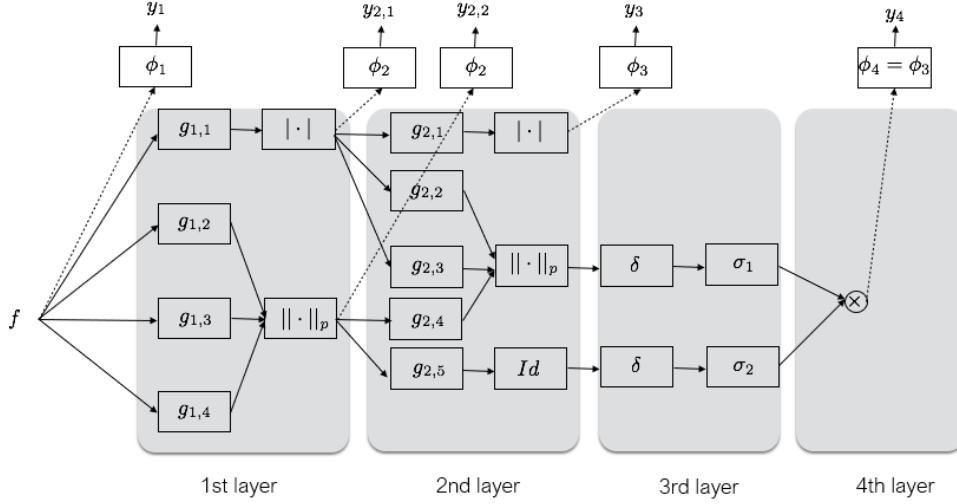 y₁ y₂,₁ y₂,₂ y₃ y₄
ϕ₁ ϕ₂ ϕ₂ ϕ₃ ϕ₄ = ϕ₃
g₁,₁ | · | g₂,₁ | · |
g₂,₂
g₁,₂
g₂,₃ || · ||ₚ δ σ₁
f g₁,₃ || · ||ₚ g₂,₄ ×
g₂,₅ Id δ σ₂
g₁,₄
1st layer 2nd layer 3rd layer 4th layer